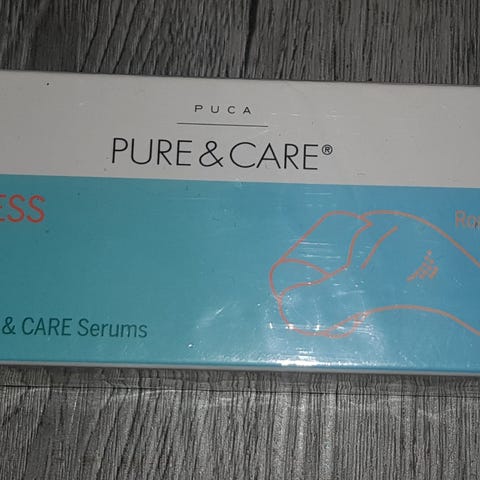 PUCA
PURE & CARE®
ESS
& CARE Serums